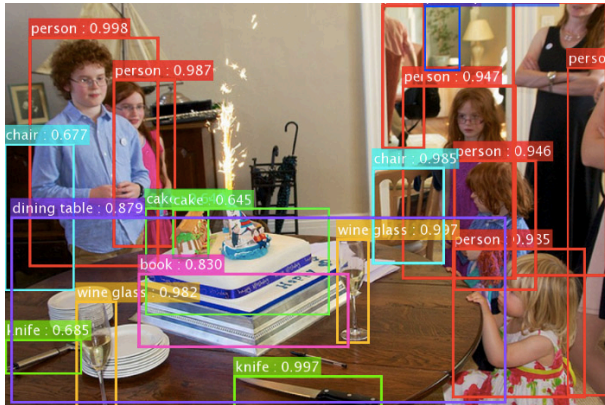 person : 0.998
person : 0.987
person : 0.947
perso
chair : 0.677
person : 0.946
chair : 0.985
cake
cake : 0.645
dining table : 0.879
wine glass : 0.997
person : 0.985
book : 0.830
wine glass : 0.982
knife : 0.685
knife : 0.997